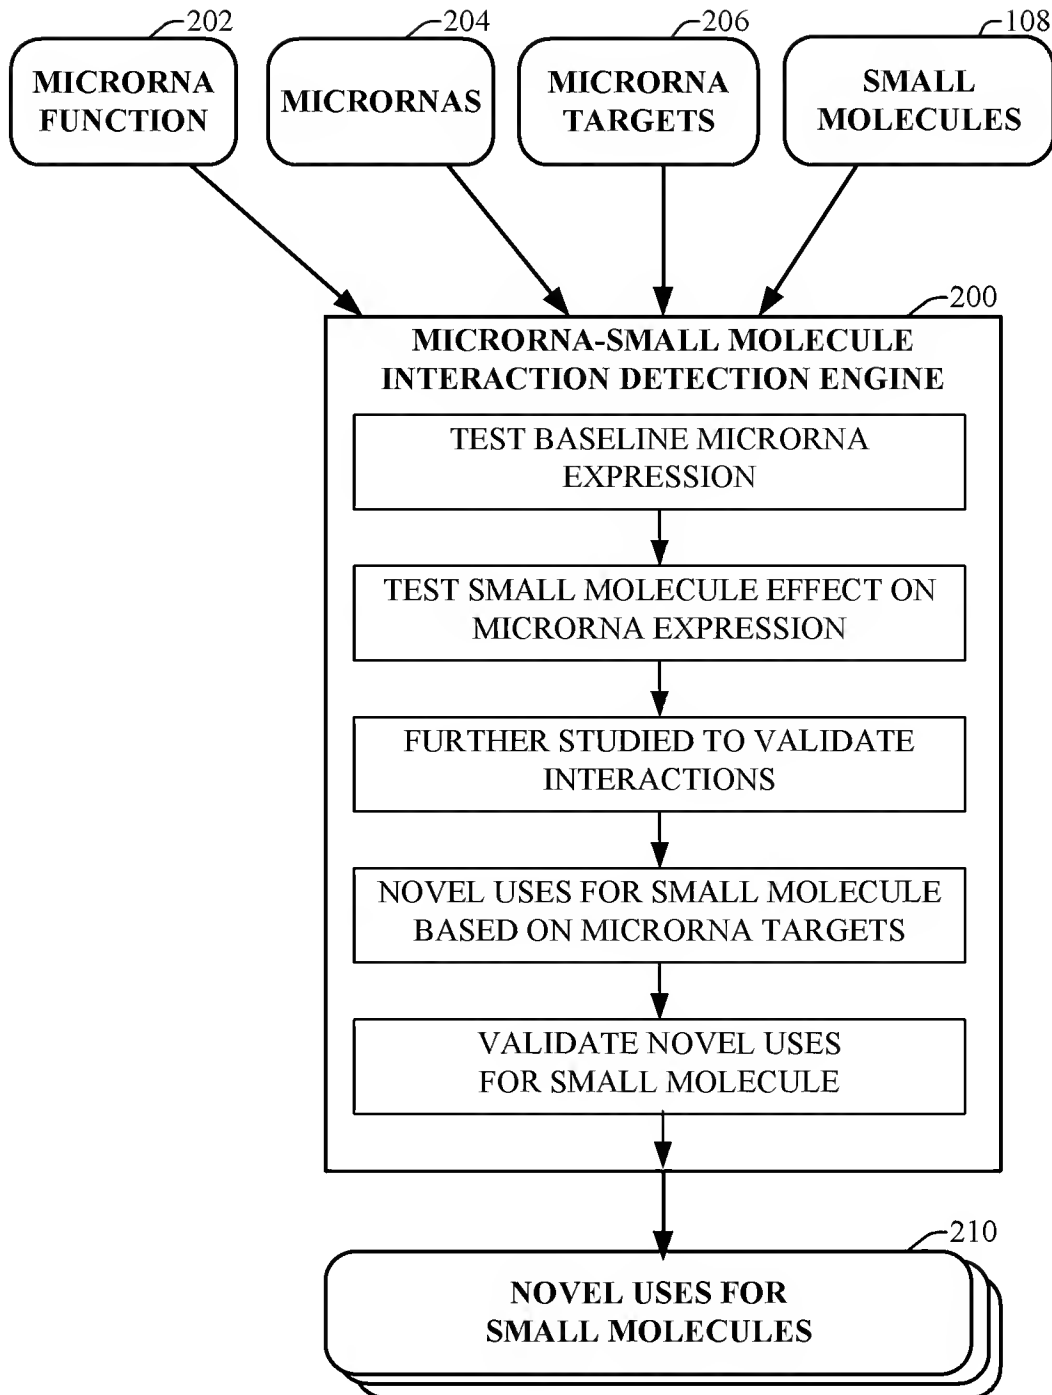 202
204
206
108
MICRORNA
FUNCTION
MICRORNAS
MICRORNA
TARGETS
SMALL
MOLECULES
200
MICRORNA-SMALL MOLECULE
INTERACTION DETECTION ENGINE
TEST BASELINE MICRORNA
EXPRESSION
TEST SMALL MOLECULE EFFECT ON
MICRORNA EXPRESSION
FURTHER STUDIED TO VALIDATE
INTERACTIONS
NOVEL USES FOR SMALL MOLECULE
BASED ON MICRORNA TARGETS
VALIDATE NOVEL USES
FOR SMALL MOLECULE
210
NOVEL USES FOR
SMALL MOLECULES